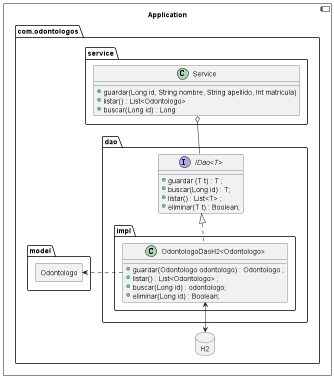 Application
com.odontologos
service
C Service
guardar(Long id, String nombre, String apellido, Int matricula)
listar() : List<Odontologo>
buscar(Long id) : Long
dao
I IDao<T>
guardar (T t) : T ;
buscar(Long id) : T;
listar() : List<T> ;
eliminar(T t) : Boolean;
impl
C OdontologoDaoH2<Odontologo>
guardar(Odontologo odontologo) : Odontologo ;
listar() : List<Odontologo> ;
buscar(Long id) : odontologo;
eliminar(Long id) : Boolean;
model
Odontologo
H2